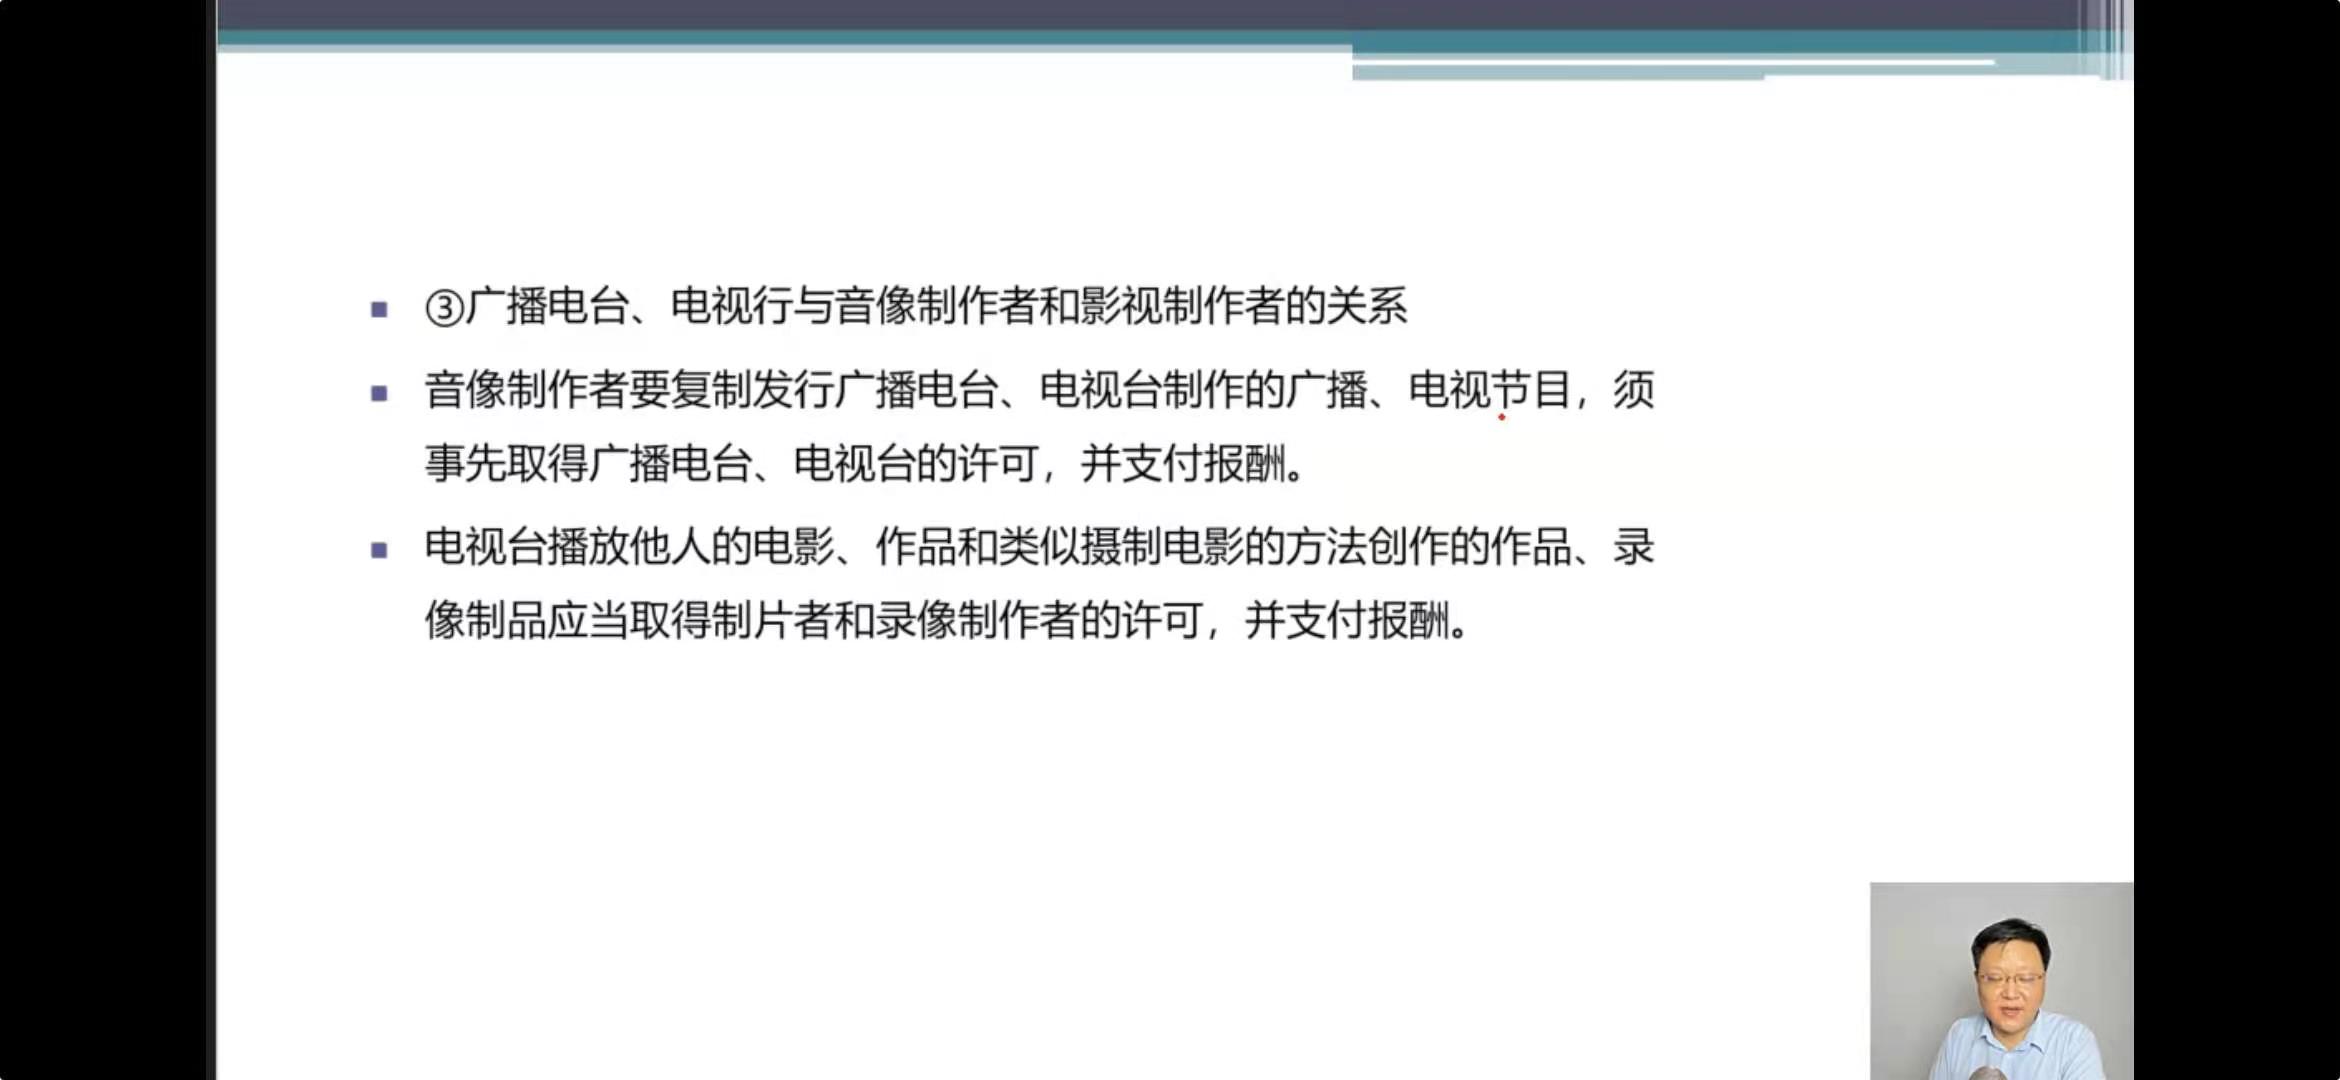 ③广播电台、电视行与音像制作者和影视制作者的关系
音像制作者要复制发行广播电台、电视台制作的广播、电视节目，须
事先取得广播电台、电视台的许可，并支付报酬。
电视台播放他人的电影、作品和类似摄制电影的方法创作的作品、录
像制品应当取得制片者和录像制作者的许可，并支付报酬。